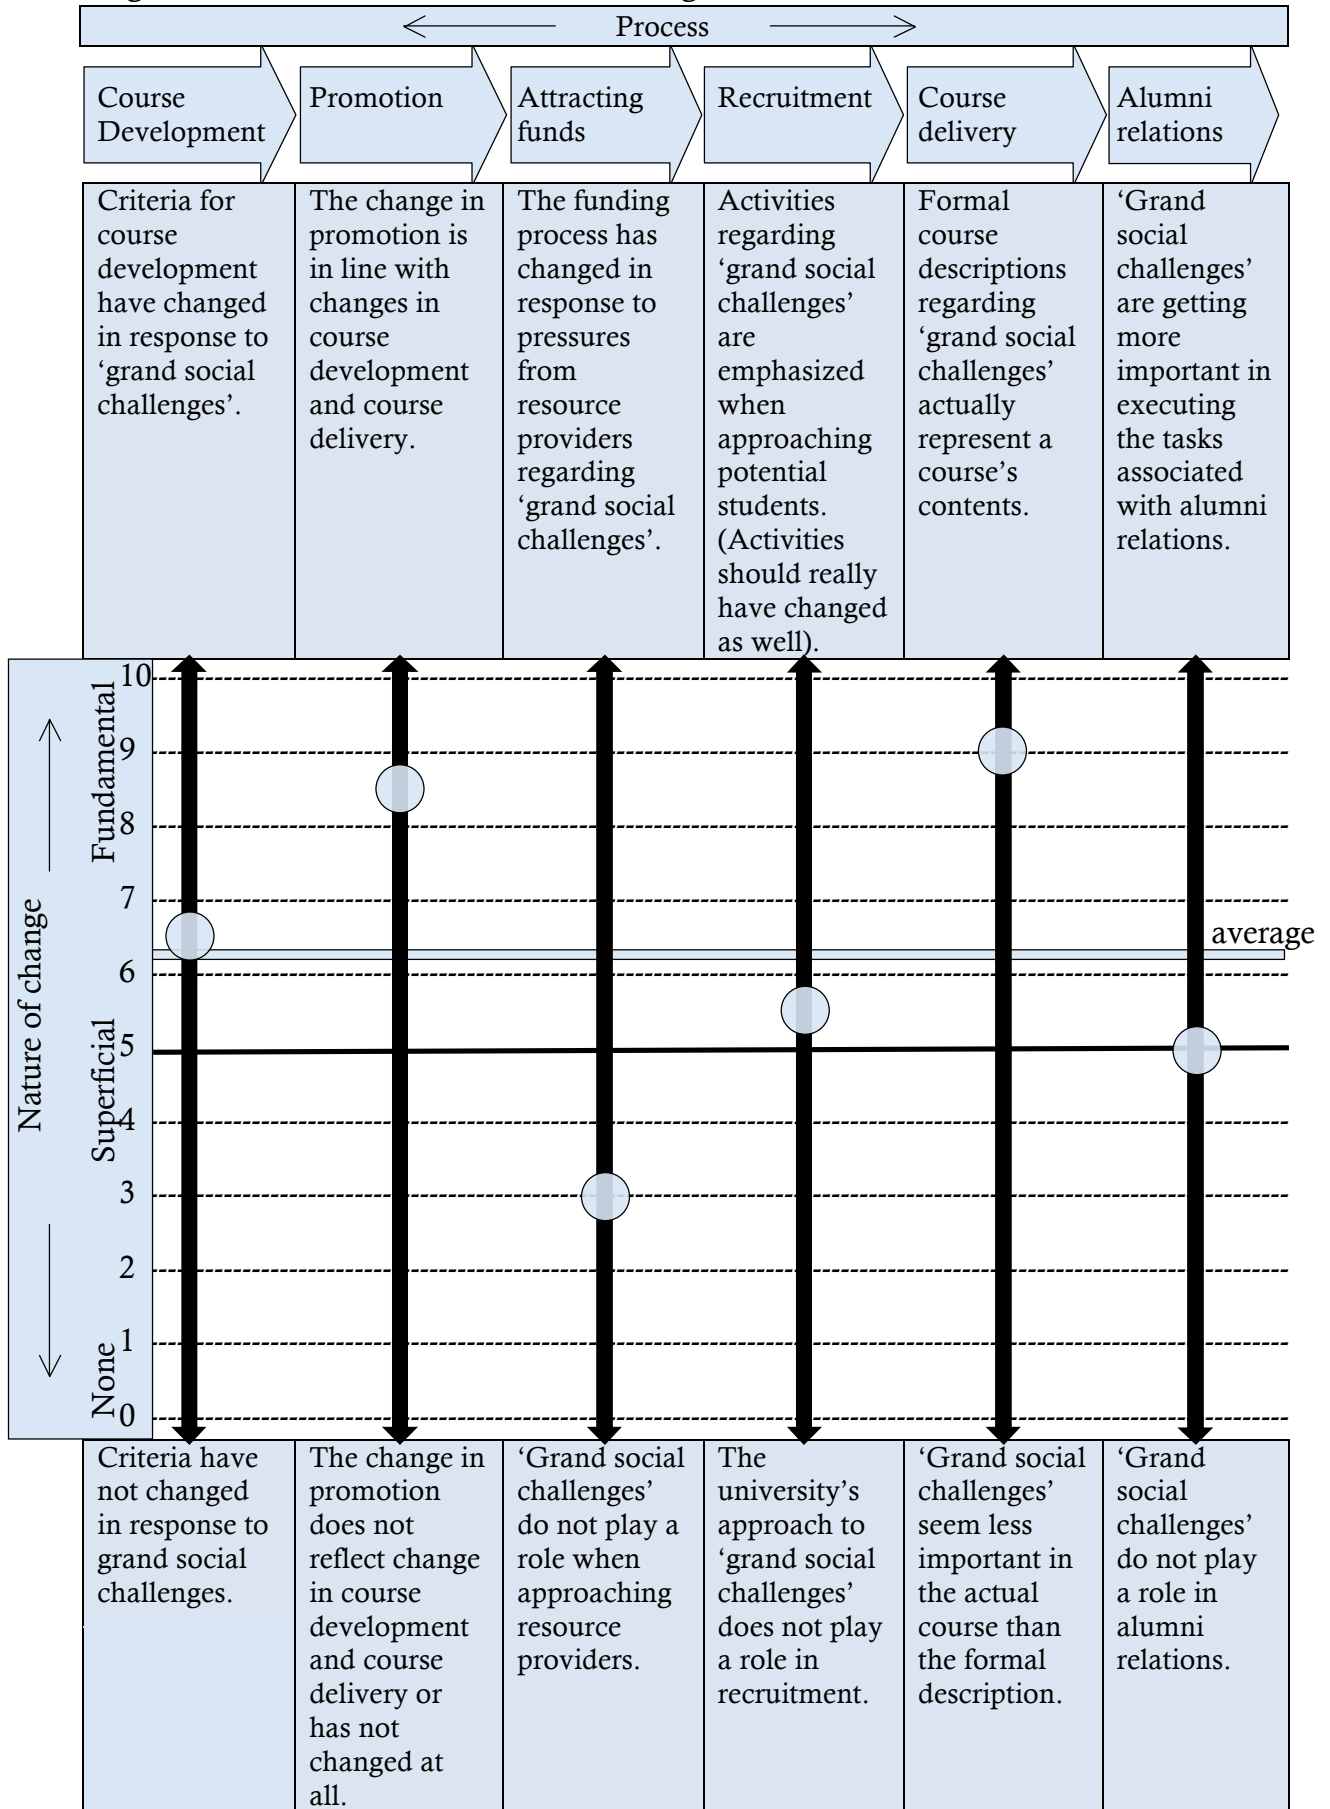 Process
Course
Development
Promotion
Attracting
funds
Recruitment
Course
delivery
Alumni
relations
Criteria for
course
development
have changed
in response to
‘grand social
challenges’.
The change in
promotion is
in line with
changes in
course
development
and course
delivery.
The funding
process has
changed in
response to
pressures
from
resource
providers
regarding
‘grand social
challenges’.
Activities
regarding
‘grand social
challenges’
are
emphasized
when
approaching
potential
students.
(Activities
should really
have changed
as well).
Formal
course
descriptions
regarding
‘grand social
challenges’
actually
represent a
course’s
contents.
‘Grand
social
challenges’
are getting
more
important in
executing
the tasks
associated
with alumni
relations.
Nature of change
Fundamental
Superficial
None
10
9
8
7
6
5
4
3
2
1
0
average
Criteria have
not changed
in response to
grand social
challenges.
The change in
promotion
does not
reflect change
in course
development
and course
delivery or
has not
changed at
all.
‘Grand social
challenges’
do not play a
role when
approaching
resource
providers.
The
university’s
approach to
‘grand social
challenges’
does not play
a role in
recruitment.
‘Grand social
challenges’
seem less
important in
the actual
course than
the formal
description.
‘Grand
social
challenges’
do not play
a role in
alumni
relations.